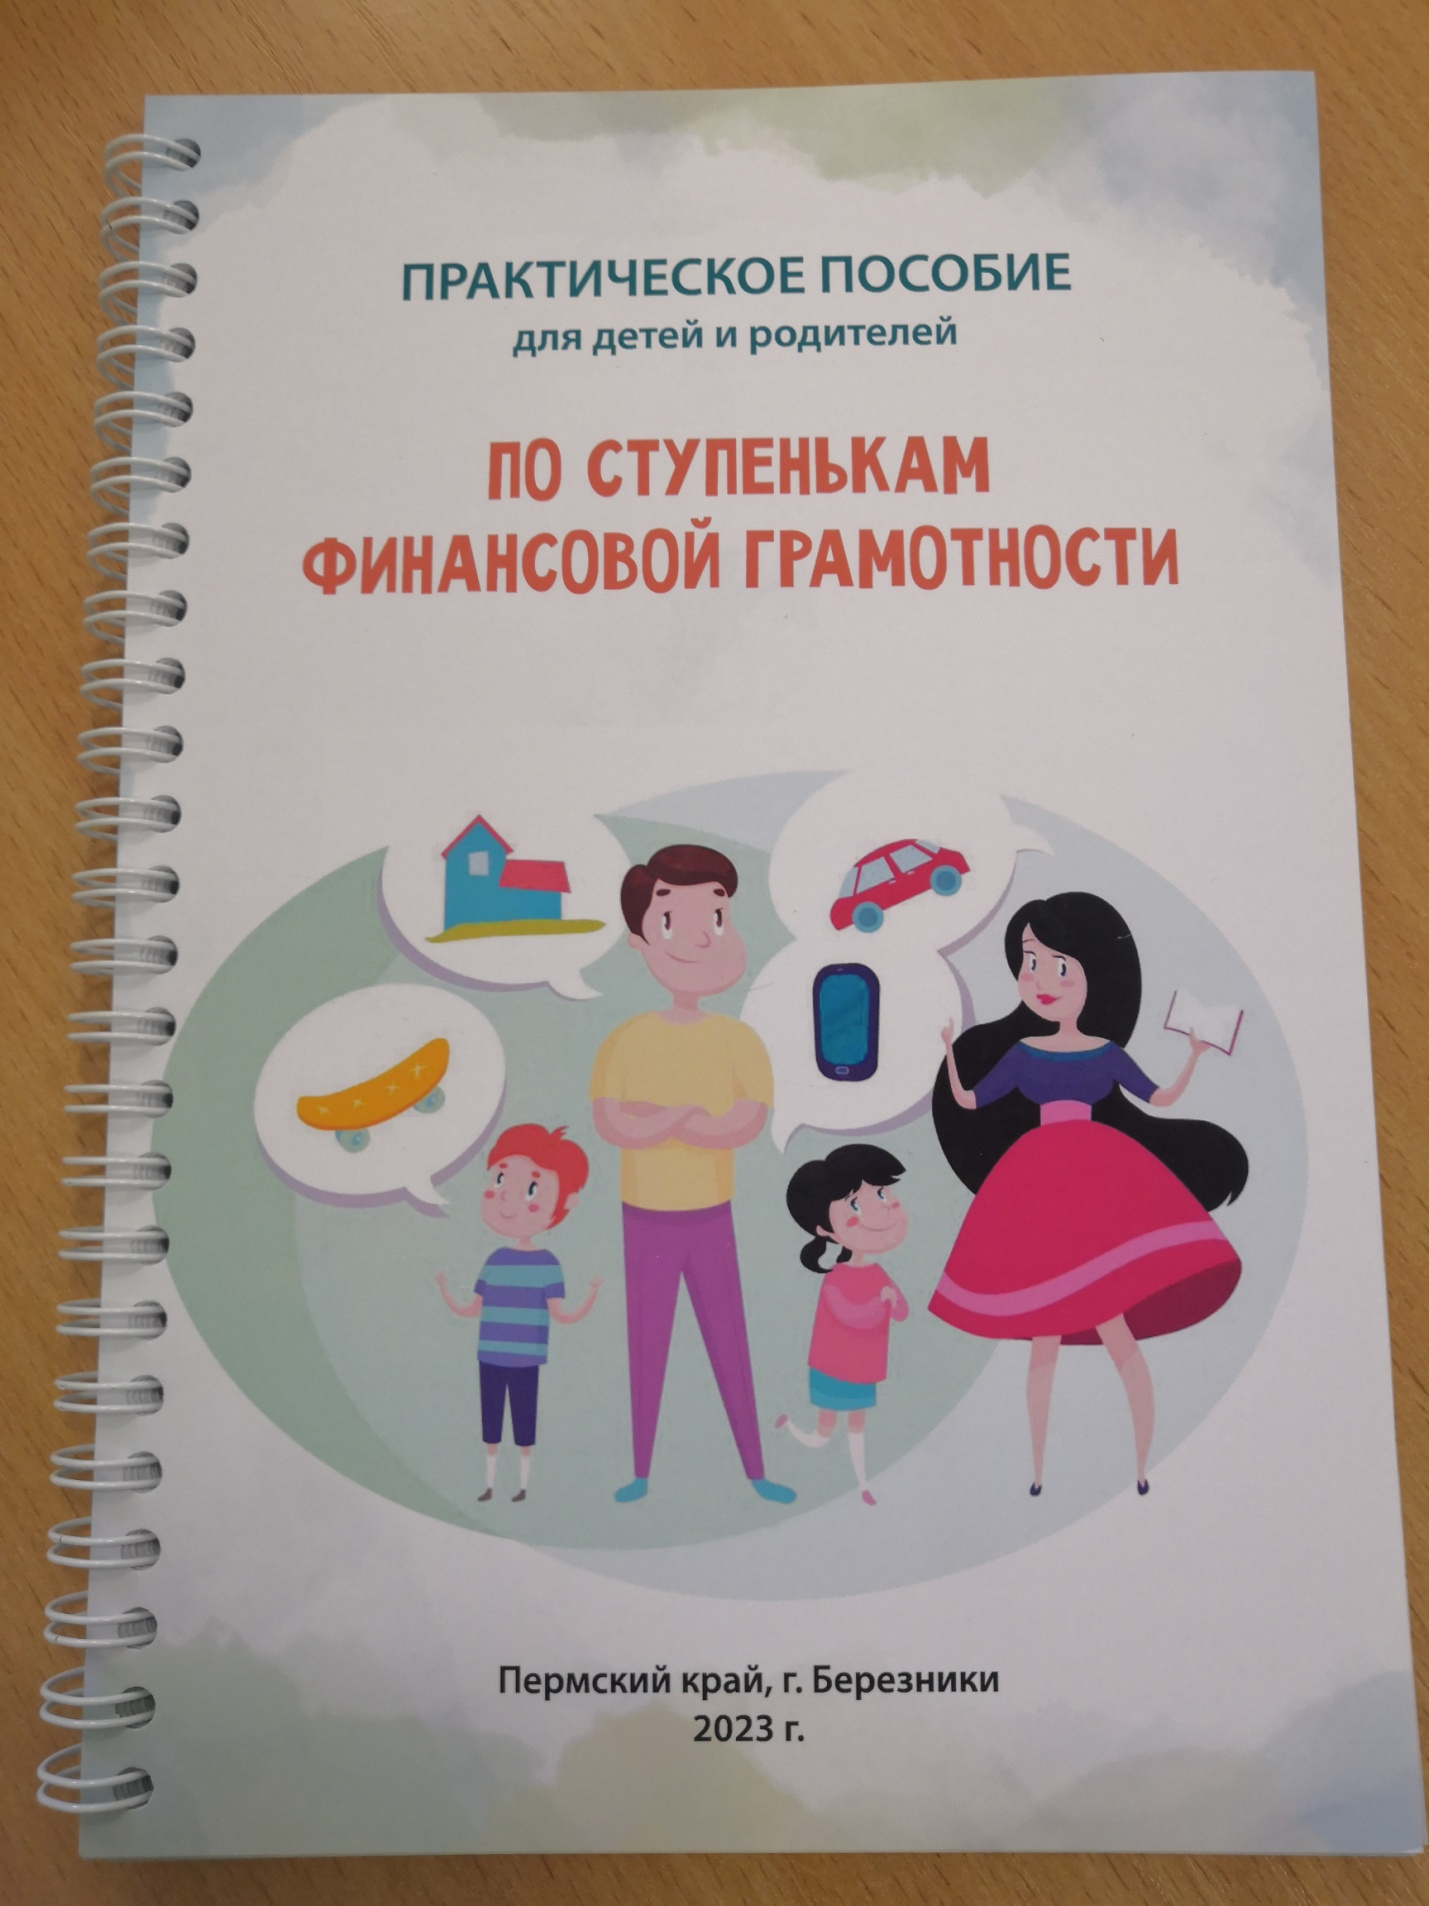 ПРАКТИЧЕСКОЕ ПОСОБИЕ
для детей и родителей
ПО СТУПЕНЬКАМ
ФИНАНСОВОЙ ГРАМОТНОСТИ
Пермский край, г. Березники
2023 г.